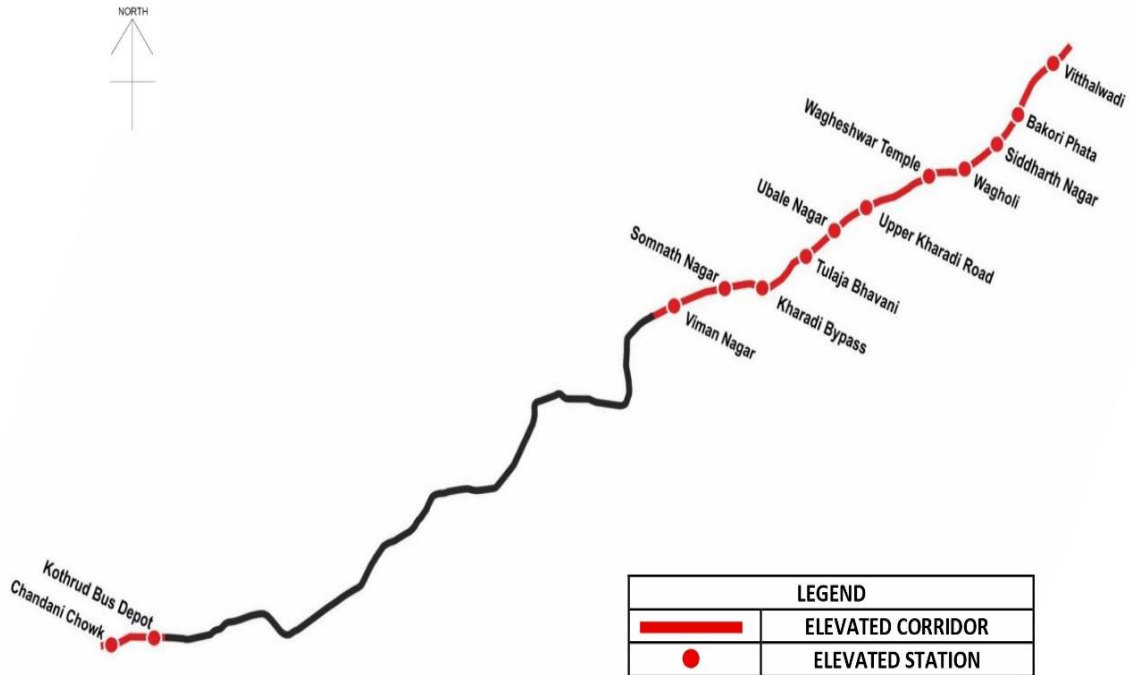 NORTH
Vitthalwadi
Bakori Phata
Siddharth Nagar
Wagholi
Wagheshwar Temple
Upper Kharadi Road
Ubale Nagar
Tulaja Bhavani
Kharadi Bypass
Somnath Nagar
Viman Nagar
Kothrud Bus Depot
Chandani Chowk
LEGEND
ELEVATED CORRIDOR
ELEVATED STATION